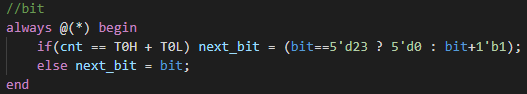 //bit
always @(*) begin
if(cnt == T0H + T0L) next_bit = (bit==5'd23 ? 5'd0 : bit+1'b1);
else next_bit = bit;
end